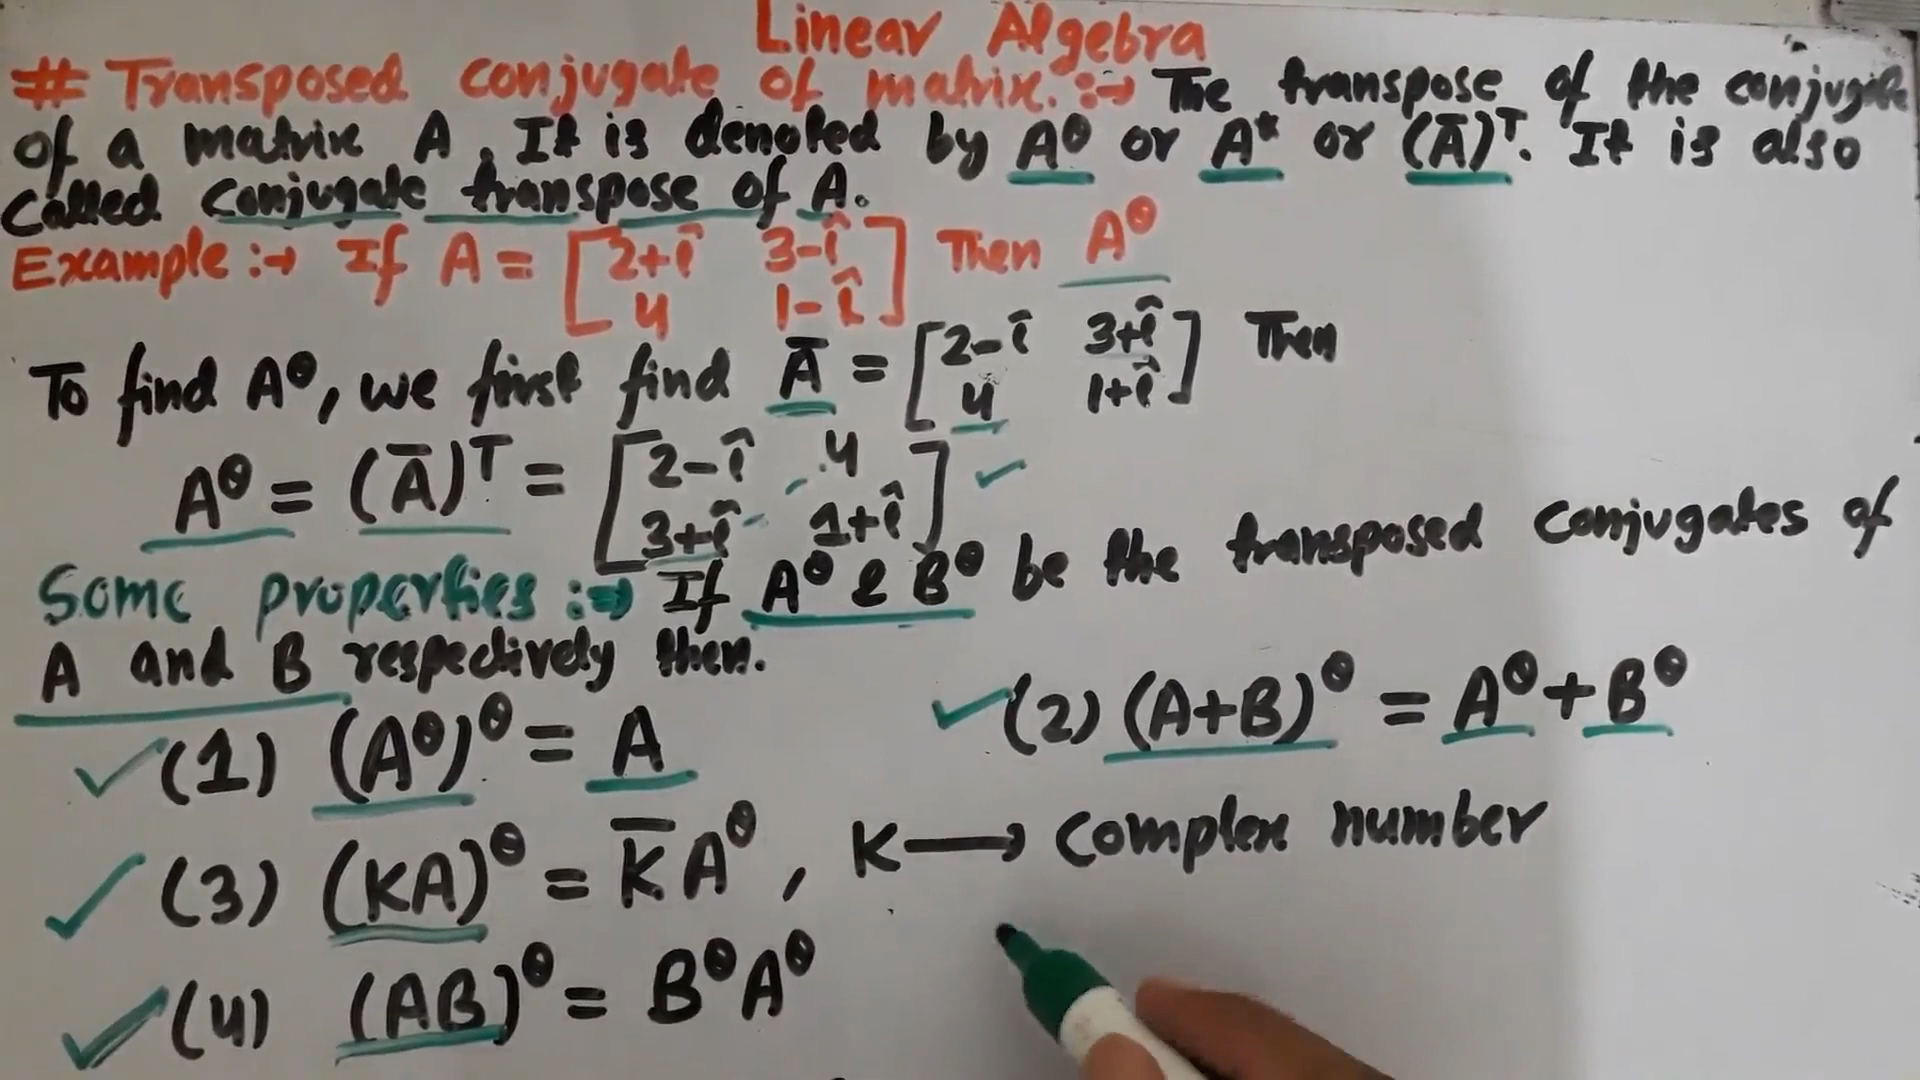 Linear Algebra
# Transposed conjugate of matrix. :→ The transpose of the conjugate
of a matrix A. It is denoted by A^θ or A* or (Ā)^T. It is also
called conjugate transpose of A.
Example :→ If A = [2+i 3-i
4 1-i] Then A^θ
To find A^θ, we first find Ā = [2-i 3+i
4 1+i] Then
A^θ = (Ā)^T = [2-i 4
3+i 1+i]
Some properties :→ If A^θ & B^θ be the transposed conjugates of
A and B respectively then.
(1) (A^θ)^θ = A (2) (A+B)^θ = A^θ + B^θ
(3) (KA)^θ = K̄ A^θ, K → Complex number
(4) (AB)^θ = B^θ A^θ